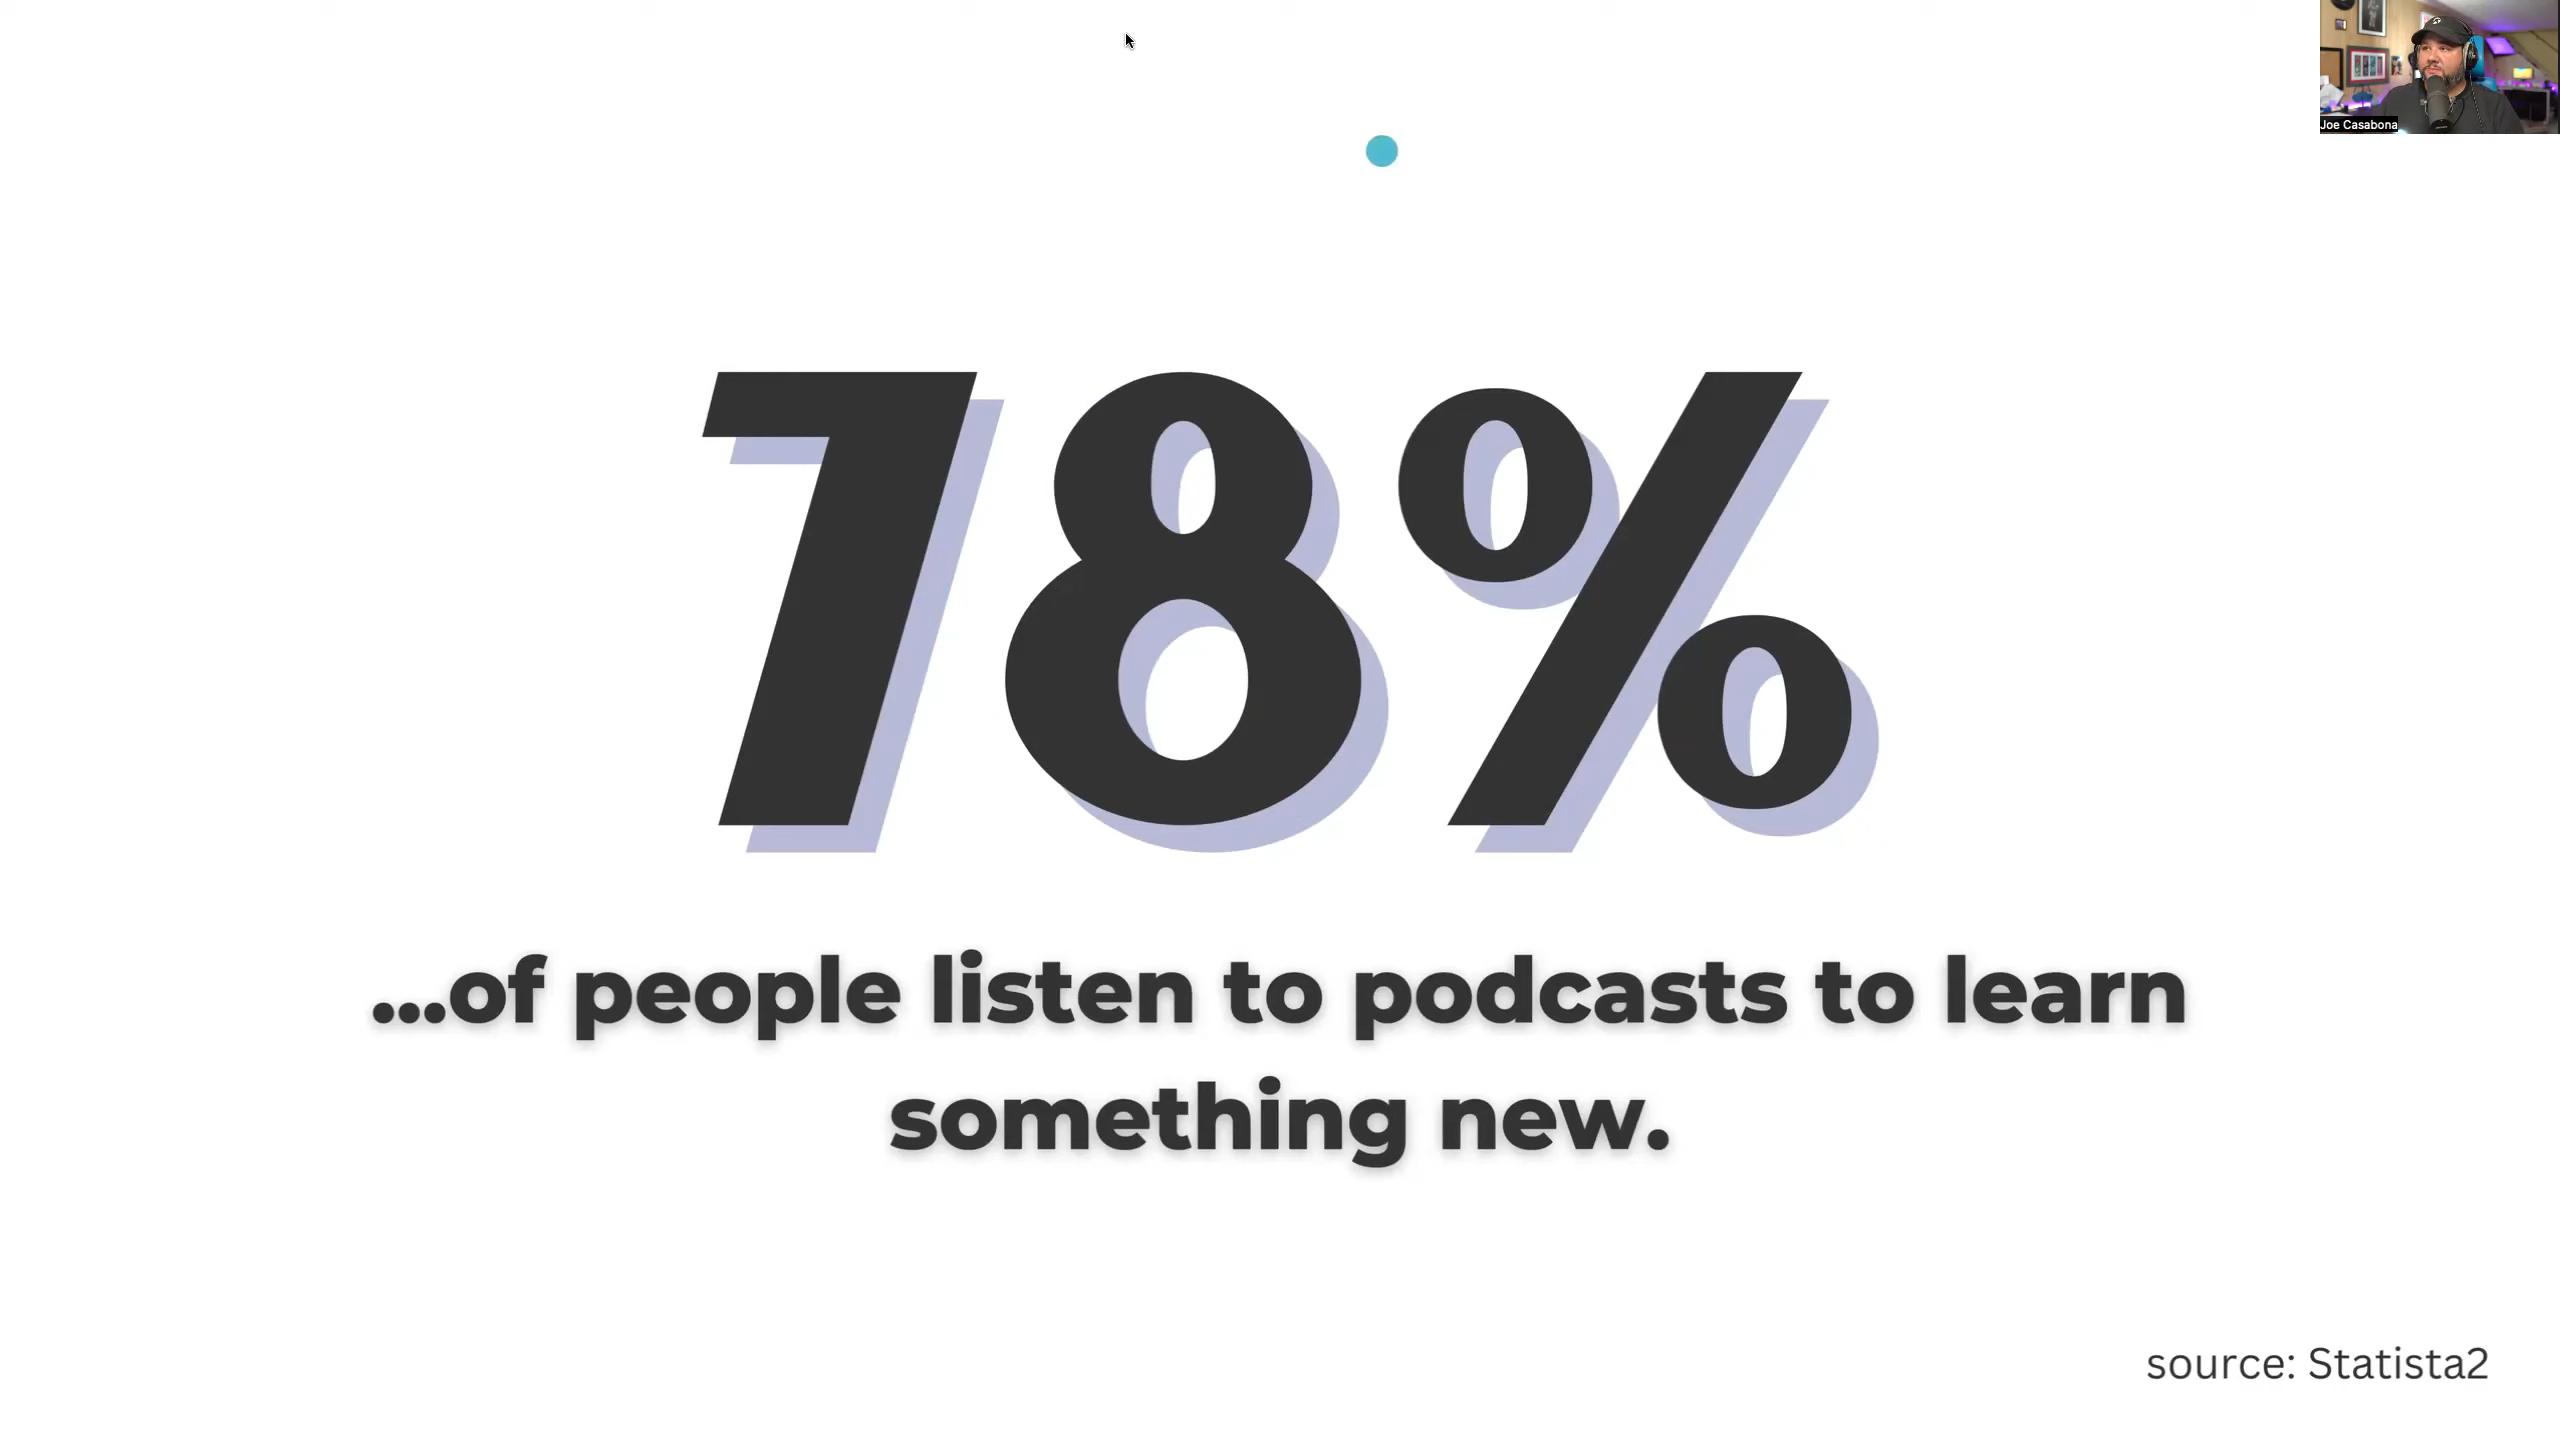 Joe Casabona
78%
...of people listen to podcasts to learn
something new.
source: Statista2